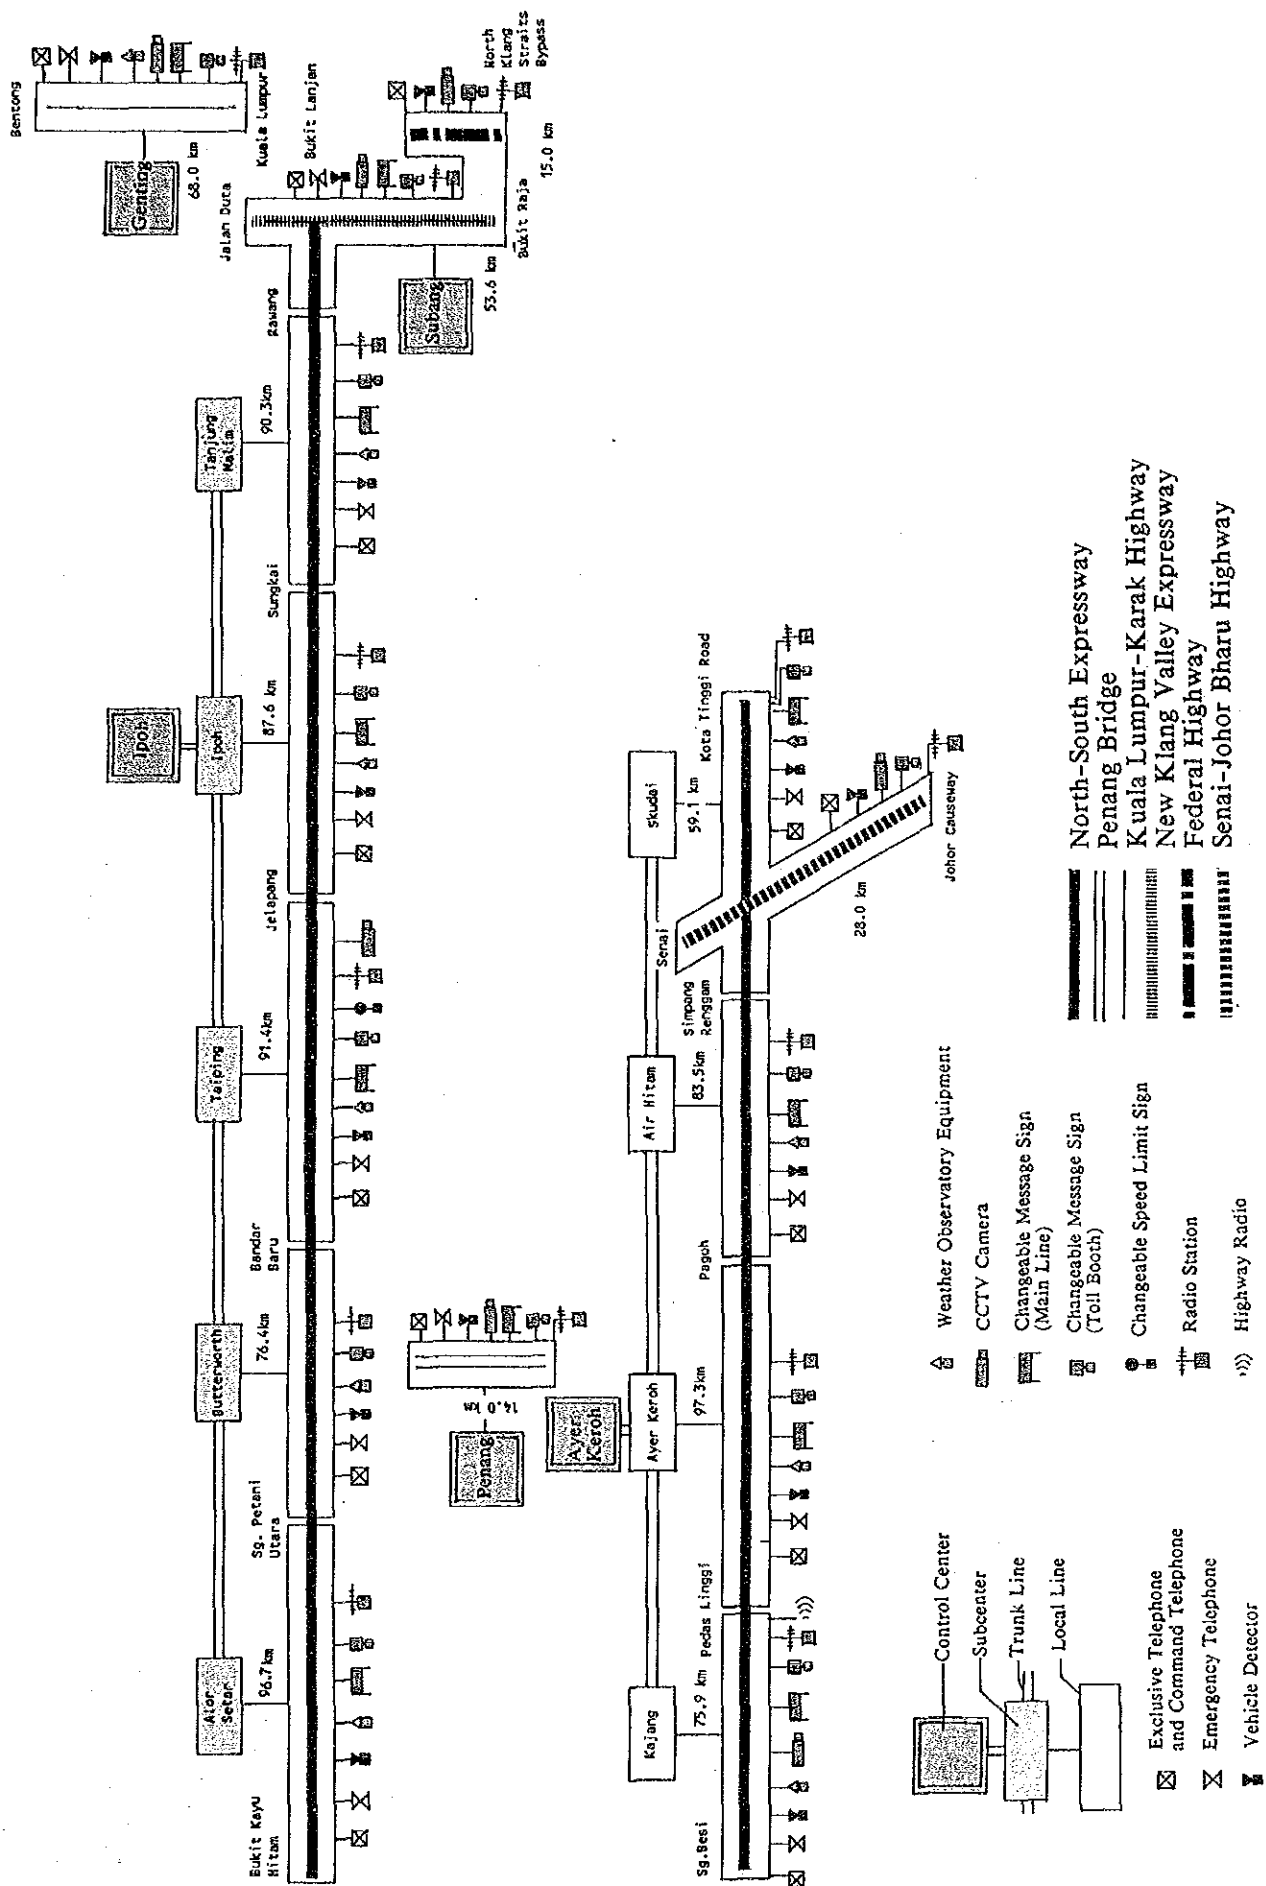 Bentong
Genting
68.0 km
Kuala Lumpur
Jalan Duta
Bukit Lanjan
North
Klang
Straits
Bypass
15.0 km
Bukit Raja
Subang
53.6 km
Rawang
Tanjung
Malim
90.3km
Sungkai
Ipoh
Ipoh
87.6 km
Jelapang
Taiping
91.4km
Bandar
Baru
Butterworth
76.4km
Sg. Petani
Utara
Alor
Setar
96.7km
Bukit Kayu
Hitam
Penang
14.0 km
Kota Tinggi Road
Skudai
59.1 km
Johor Causeway
28.0 km
Senai
Simpang
Renggam
Air Hitam
83.5km
Pagoh
Ayer
Keroh
Ayer Keroh
97.3km
Pedas Linggi
Kajang
75.9 km
Sg.Besi
Control Center
Subcenter
Trunk Line
Local Line
Exclusive Telephone
and Command Telephone
Emergency Telephone
Vehicle Detector
Weather Observatory Equipment
CCTV Camera
Changeable Message Sign
(Main Line)
Changeable Message Sign
(Toll Booth)
Changeable Speed Limit Sign
Radio Station
Highway Radio
North-South Expressway
Penang Bridge
Kuala Lumpur-Karak Highway
New Klang Valley Expressway
Federal Highway
Senai-Johor Bharu Highway